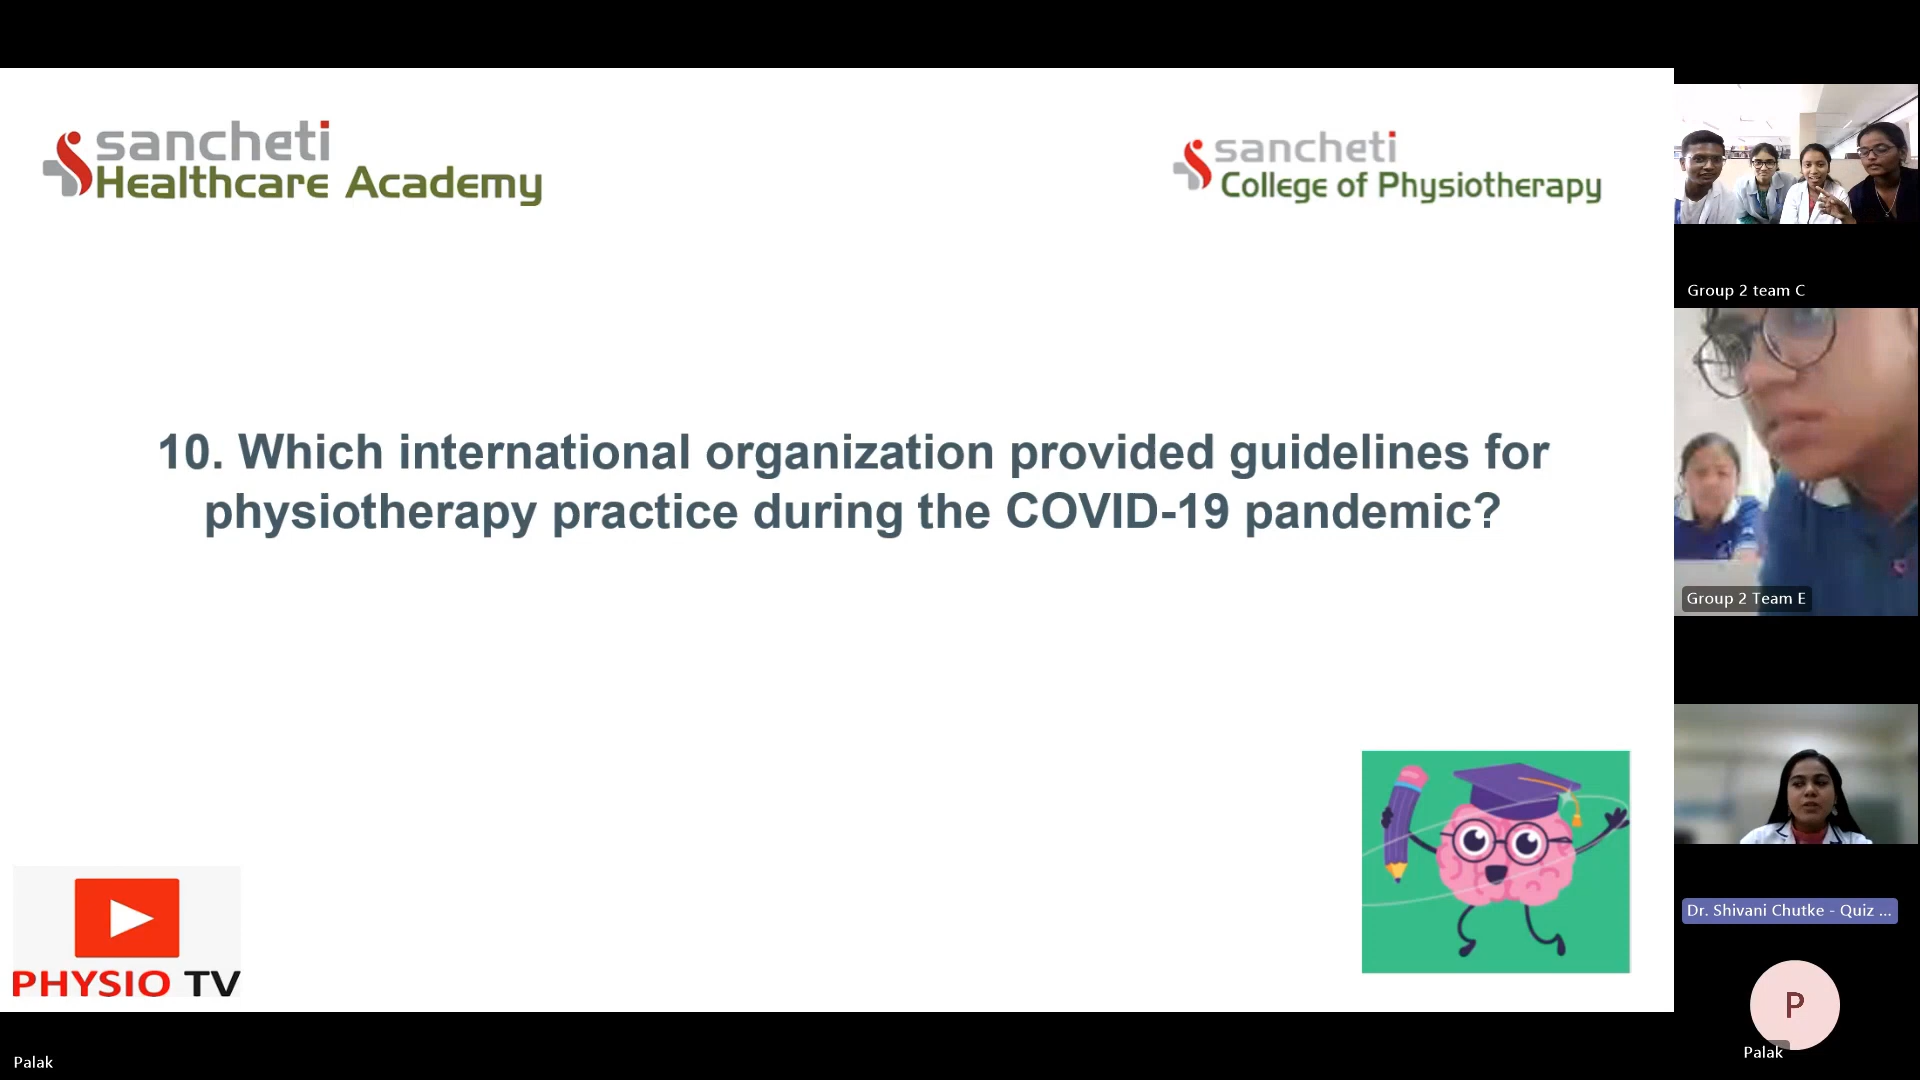 sancheti
Healthcare Academy
sancheti
College of Physiotherapy
10. Which international organization provided guidelines for
physiotherapy practice during the COVID-19 pandemic?
PHYSIO TV
Palak
Group 2 team C
Group 2 Team E
Dr. Shivani Chutke - Quiz ...
P
Palak